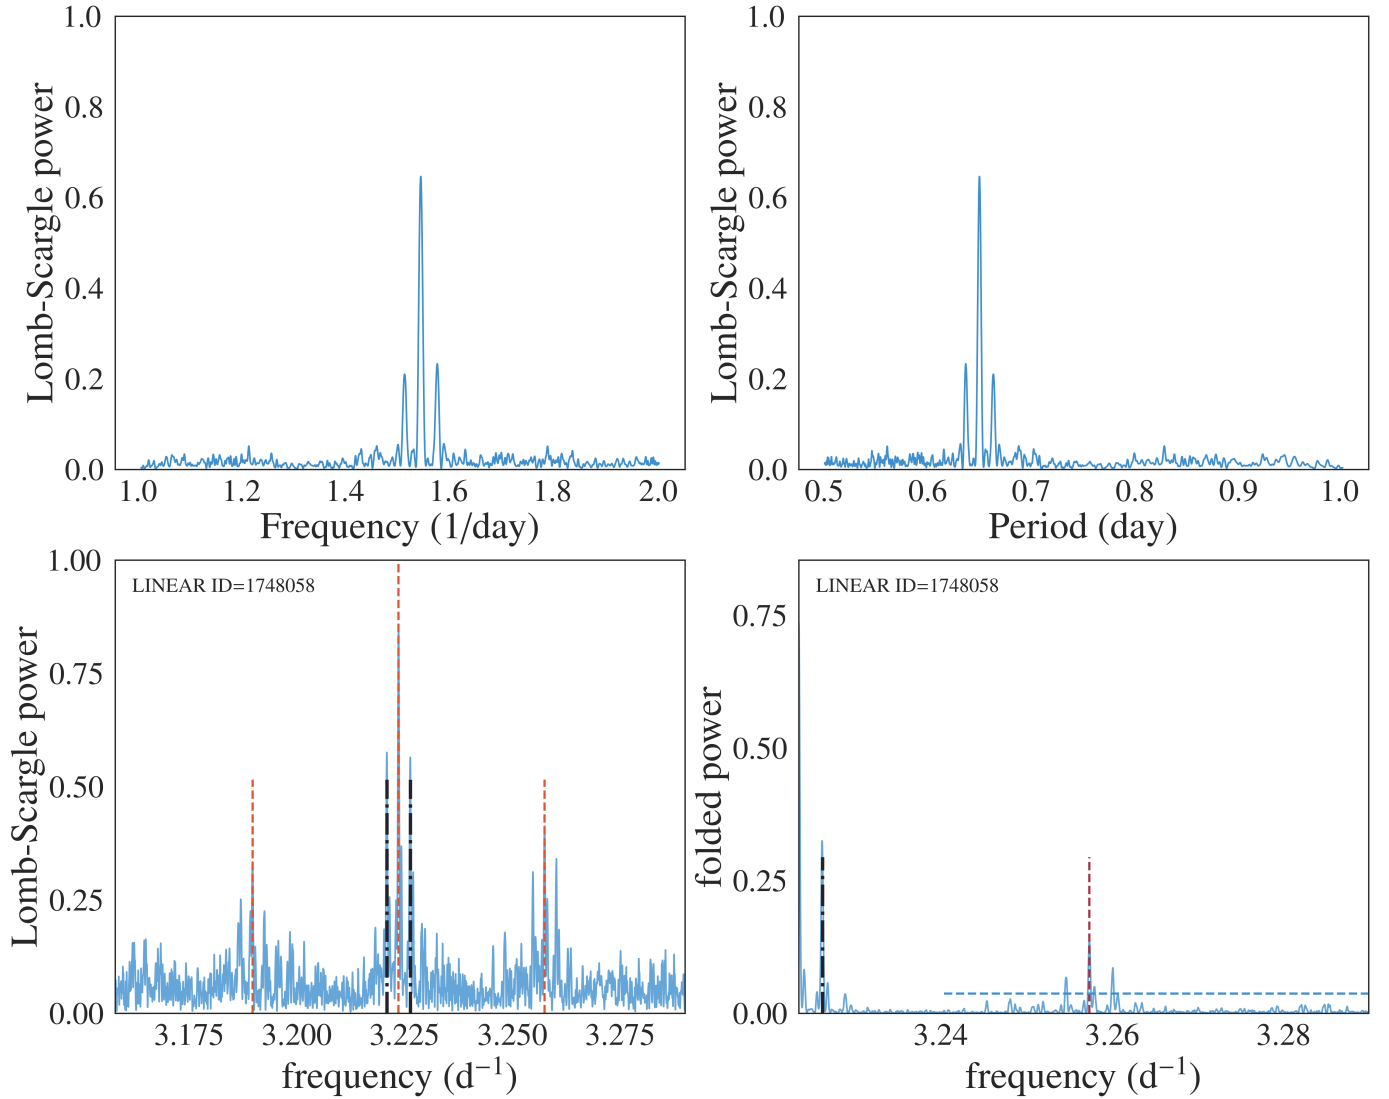 1.0
0.8
0.6
0.4
0.2
0.0
Lomb-Scargle power
1.0 1.2 1.4 1.6 1.8 2.0
Frequency (1/day)
1.0
0.8
0.6
0.4
0.2
0.0
Lomb-Scargle power
0.5 0.6 0.7 0.8 0.9 1.0
Period (day)
LINEAR ID=1748058
1.00
0.75
0.50
0.25
0.00
Lomb-Scargle power
3.175 3.200 3.225 3.250 3.275
frequency (d⁻¹)
LINEAR ID=1748058
0.75
0.50
0.25
0.00
folded power
3.24 3.26 3.28
frequency (d⁻¹)